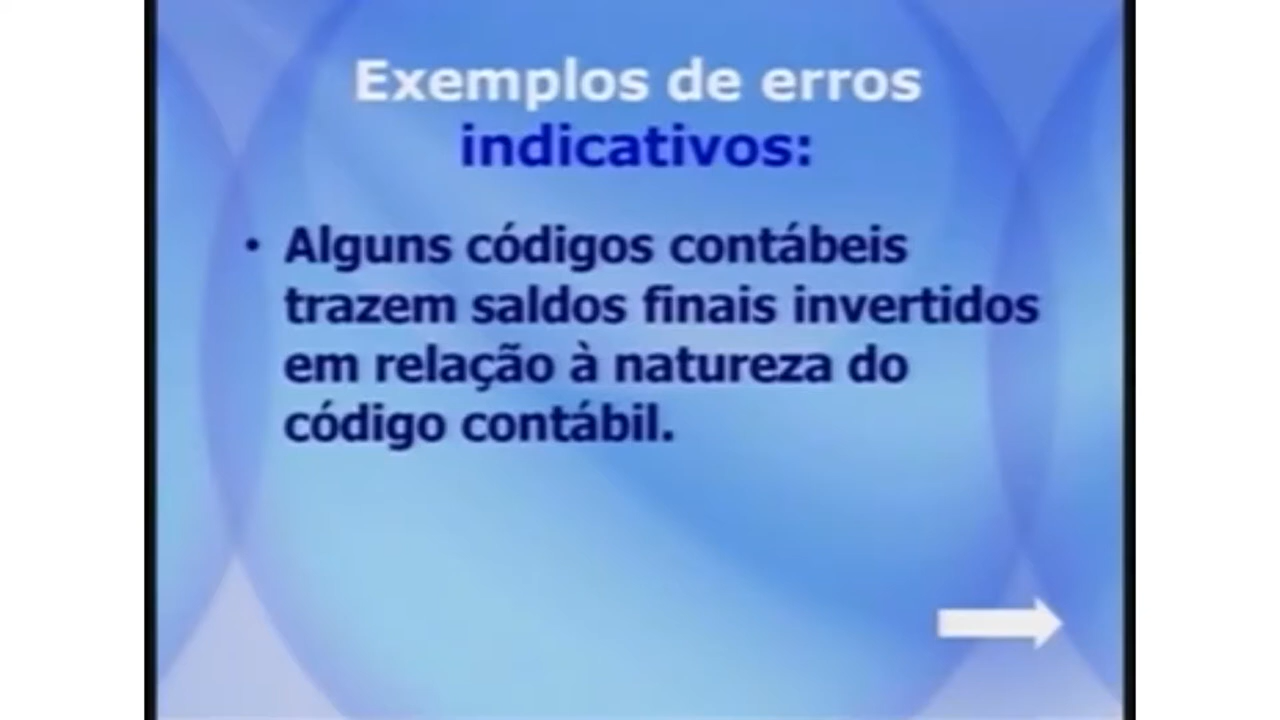 Exemplos de erros
indicativos:
• Alguns códigos contábeis
trazem saldos finais invertidos
em relação à natureza do
código contábil.